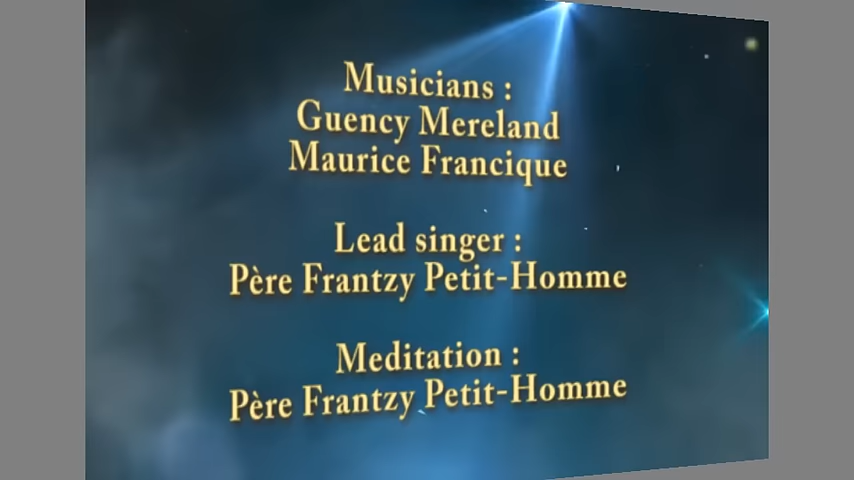 Musicians :
Guency Mereland
Maurice Francique
Lead singer :
Père Frantzy Petit-Homme
Meditation :
Père Frantzy Petit-Homme